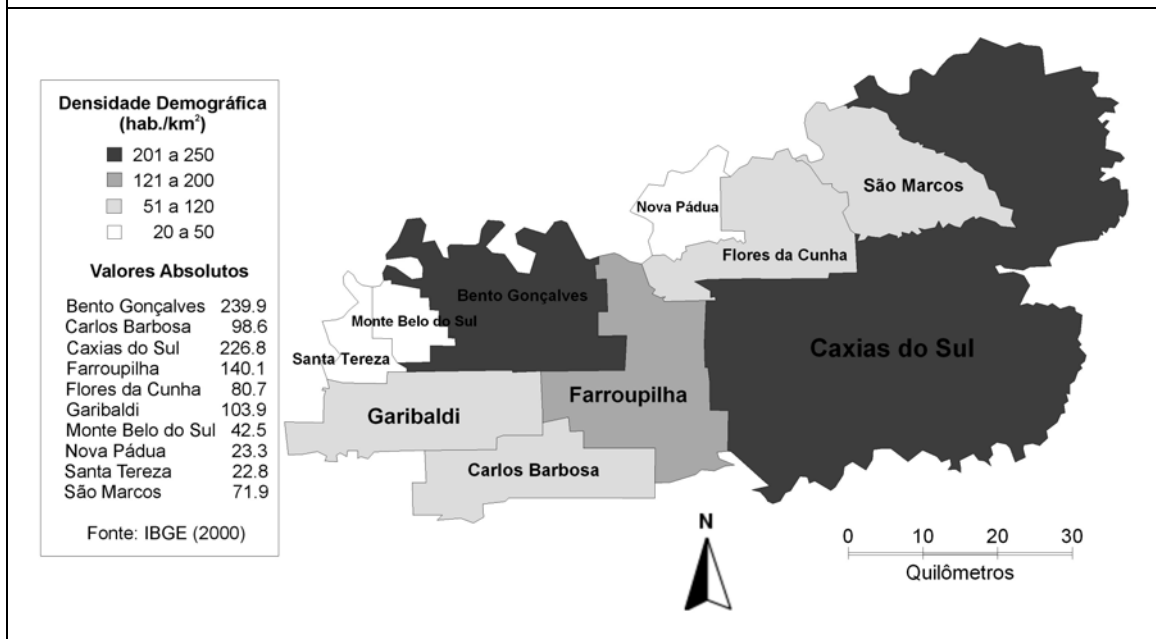 Densidade Demográfica
(hab./km²)
201 a 250
121 a 200
51 a 120
20 a 50
Valores Absolutos
Bento Gonçalves 239.9
Carlos Barbosa 98.6
Caxias do Sul 226.8
Farroupilha 140.1
Flores da Cunha 80.7
Garibaldi 103.9
Monte Belo do Sul 42.5
Nova Pádua 23.3
Santa Tereza 22.8
São Marcos 71.9
Fonte: IBGE (2000)
São Marcos
Nova Pádua
Flores da Cunha
Bento Gonçalves
Monte Belo do Sul
Caxias do Sul
Santa Tereza
Farroupilha
Garibaldi
Carlos Barbosa
N
0 10 20 30
Quilômetros